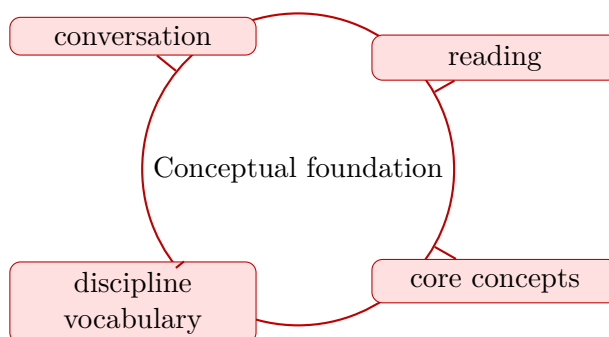 conversation
reading
Conceptual foundation
discipline
vocabulary
core concepts